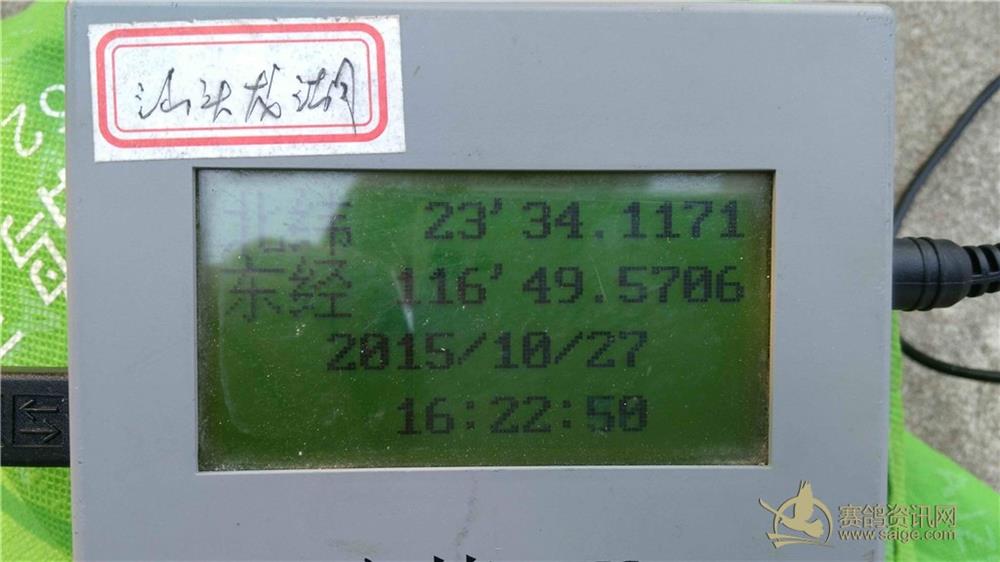 汕头龙湖
北纬 23'34.1171
东经 116'49.5706
2015/10/27
16:22:50
赛鸽资讯网
www.saige.com